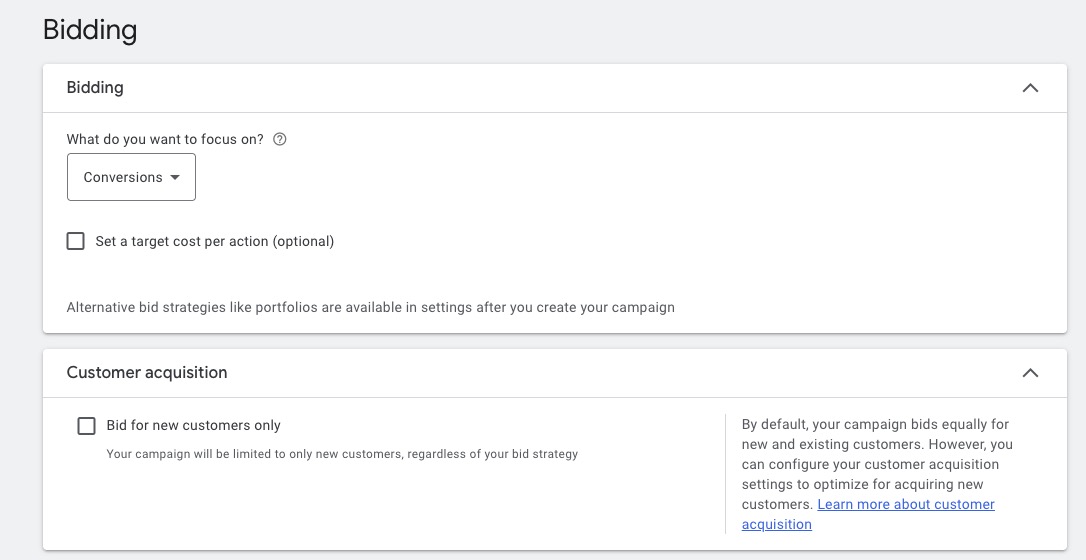 Bidding
Bidding
What do you want to focus on?
Conversions
Set a target cost per action (optional)
Alternative bid strategies like portfolios are available in settings after you create your campaign
Customer acquisition
Bid for new customers only
Your campaign will be limited to only new customers, regardless of your bid strategy
By default, your campaign bids equally for
new and existing customers. However, you
can configure your customer acquisition
settings to optimize for acquiring new
customers. Learn more about customer
acquisition